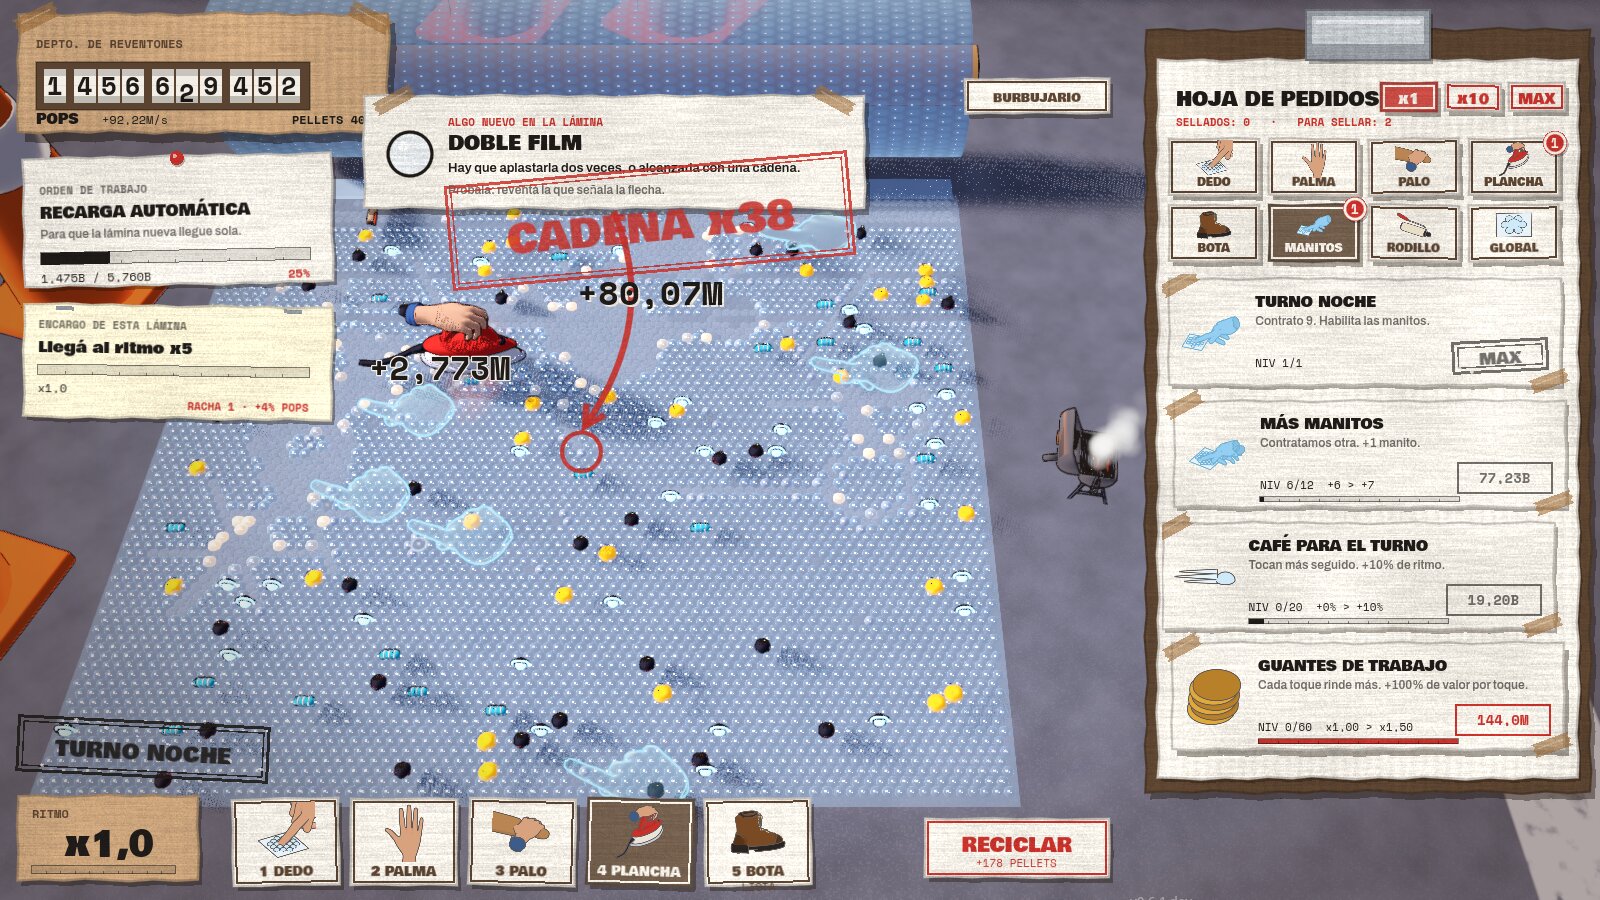 DEPTO. DE REVENTONES
1 456 629 452
POPS +92,22M/s PELLETS 40
ORDEN DE TRABAJO
RECARGA AUTOMÁTICA
Para que la lámina nueva llegue sola.
1,475B / 5,760B 25%
ENCARGO DE ESTA LÁMINA
Llegá al ritmo x5
x1,0
RACHA 1 · +4% POPS
ALGO NUEVO EN LA LÁMINA
DOBLE FILM
Hay que aplastarla dos veces, o alcanzarla con una cadena.
Probala: reventá la que señala la flecha.
CADENA x38
+80,07M
+2,773M
BURBUJARIO
HOJA DE PEDIDOS x1 x10 MAX
SELLADOS: 0 · PARA SELLAR: 2
DEDO PALMA PALO PLANCHA 1
BOTA MANITOS 1 RODILLO GLOBAL
TURNO NOCHE
Contrato 9. Habilita las manitos.
NIV 1/1 MAX
MÁS MANITOS
Contratamos otra. +1 manito.
NIV 6/12 +6 > +7 77,23B
CAFÉ PARA EL TURNO
Tocan más seguido. +10% de ritmo.
NIV 0/20 +0% > +10% 19,20B
GUANTES DE TRABAJO
Cada toque rinde más. +100% de valor por toque.
NIV 0/60 x1,00 > x1,50 144,0M
TURNO NOCHE
RITMO
x1,0
1 DEDO 2 PALMA 3 PALO 4 PLANCHA 5 BOTA
RECICLAR
+178 PELLETS